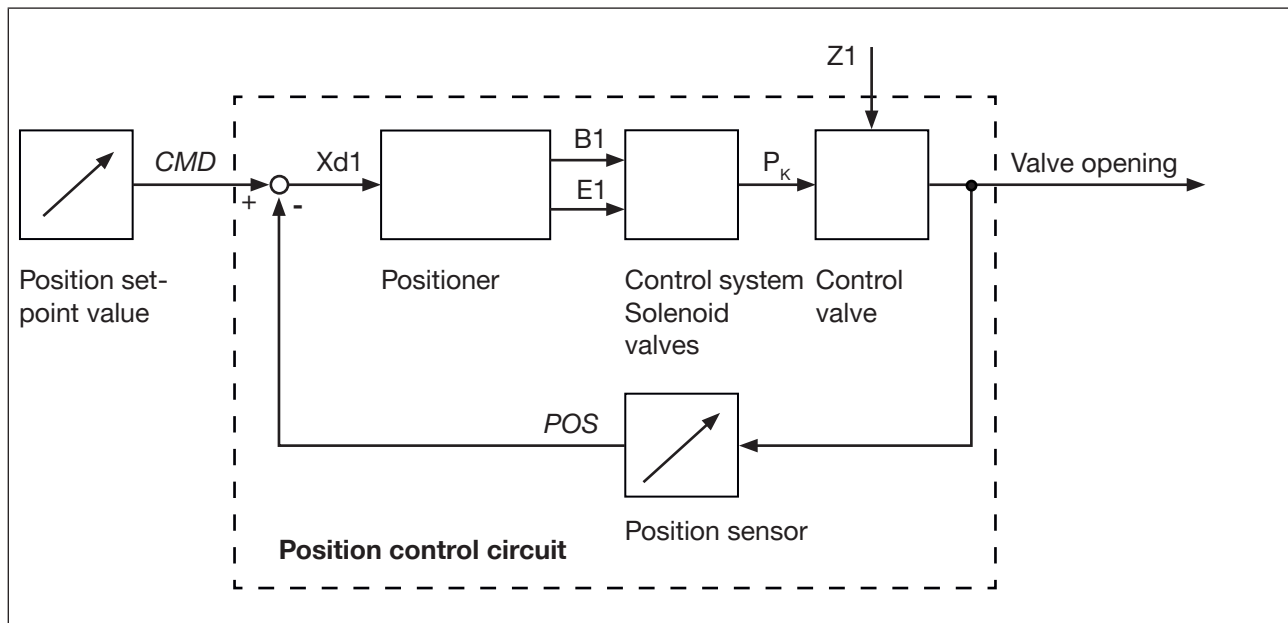 Z1
CMD
Xd1
B1
E1
PK
Valve opening
+
-
Position set-
point value
Positioner
Control system
Solenoid
valves
Control
valve
POS
Position sensor
Position control circuit